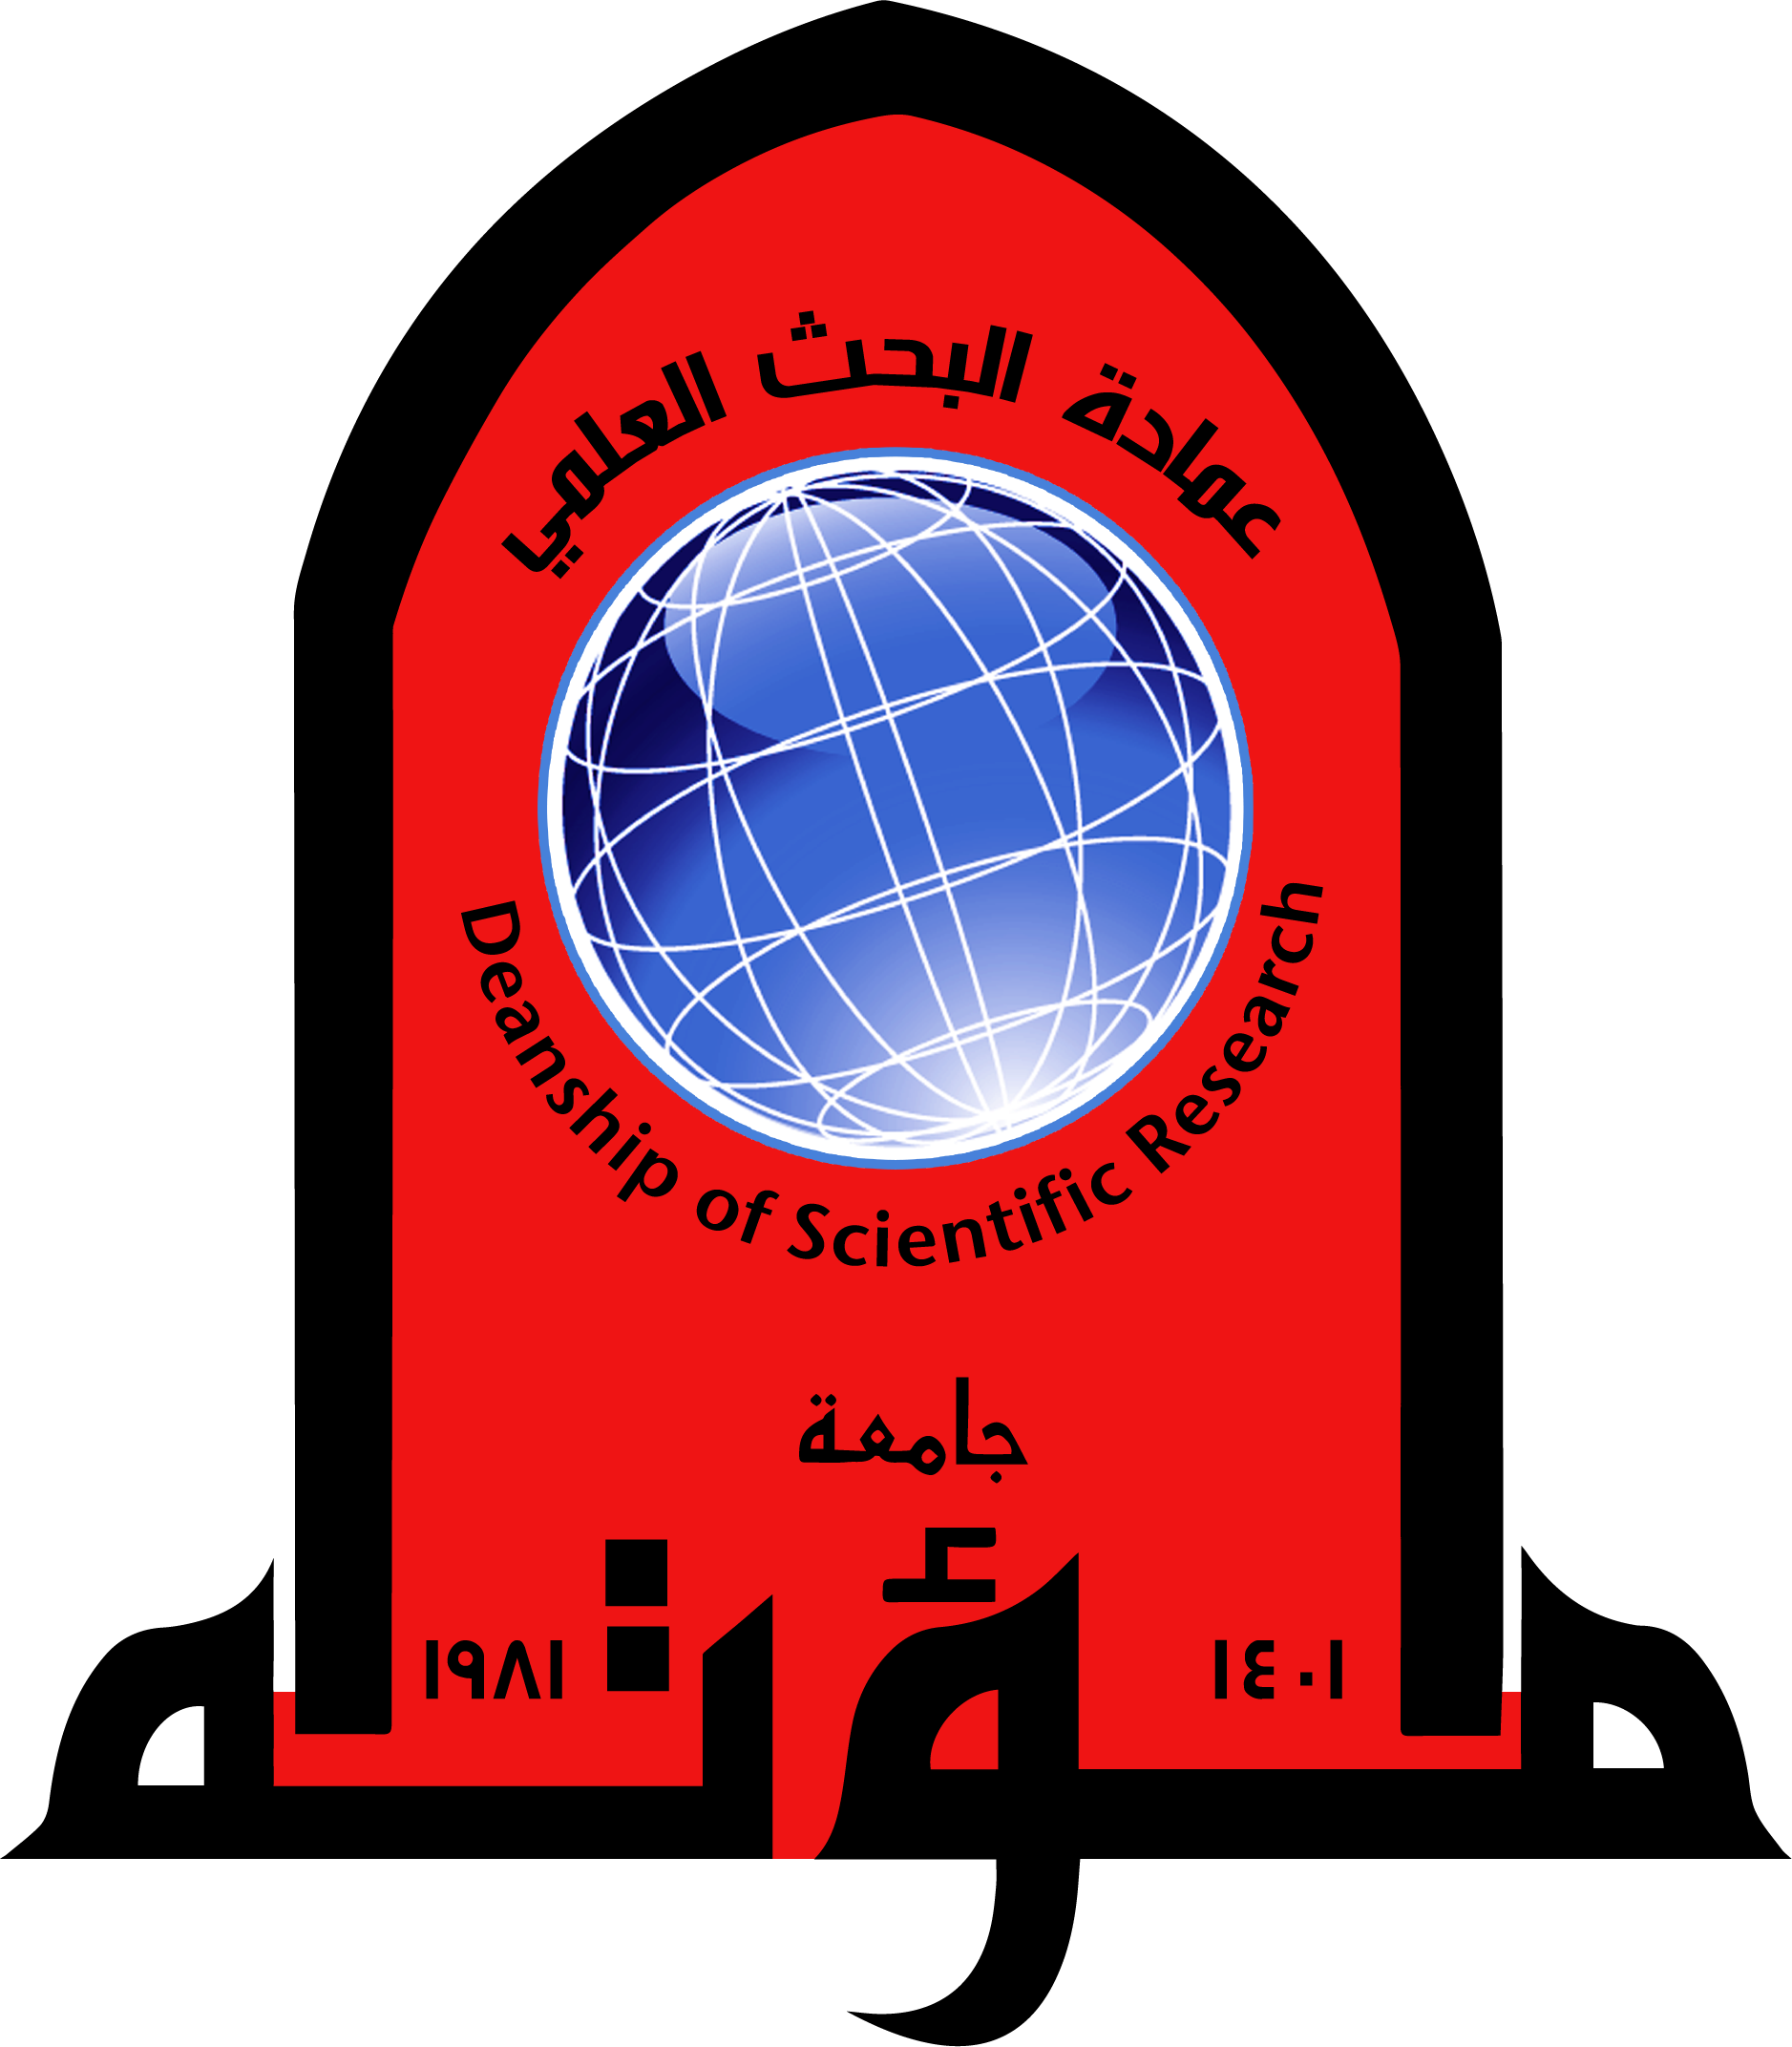 عمادة البحث العلمي
Deanship of Scientific Research
جامعة
مؤتة
١٤٠١ ١٩٨١